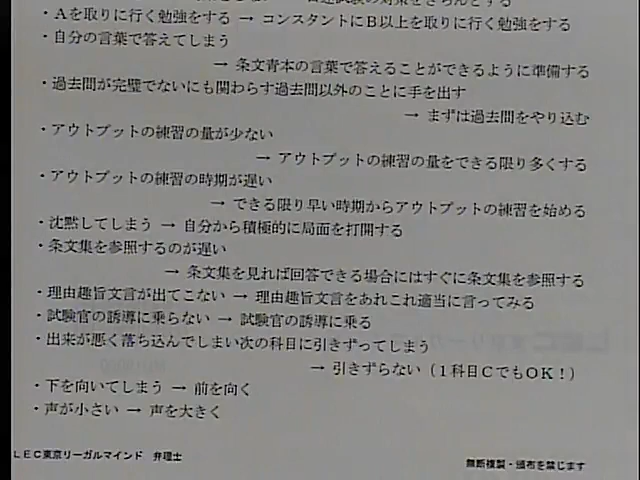 ・Aを取りに行く勉強をする → コンスタントにB以上を取りに行く勉強をする
・自分の言葉で答えてしまう
→ 条文青本の言葉で答えることができるように準備する
・過去問が完璧でないにも関わらす過去問以外のことに手を出す
→ まずは過去問をやり込む
・アウトプットの練習の量が少ない
→ アウトプットの練習の量をできる限り多くする
・アウトプットの練習の時期が遅い
→ できる限り早い時期からアウトプットの練習を始める
・沈黙してしまう → 自分から積極的に局面を打開する
・条文集を参照するのが遅い
→ 条文集を見れば回答できる場合にはすぐに条文集を参照する
・理由趣旨文言が出てこない → 理由趣旨文言をあれこれ適当に言ってみる
・試験官の誘導に乗らない → 試験官の誘導に乗る
・出来が悪く落ち込んでしまい次の科目に引きずってしまう
→ 引きずらない（1科目CでもOK！）
・下を向いてしまう → 前を向く
・声が小さい → 声を大きく
LEC東京リーガルマインド 弁理士
無断複製・頒布を禁じます